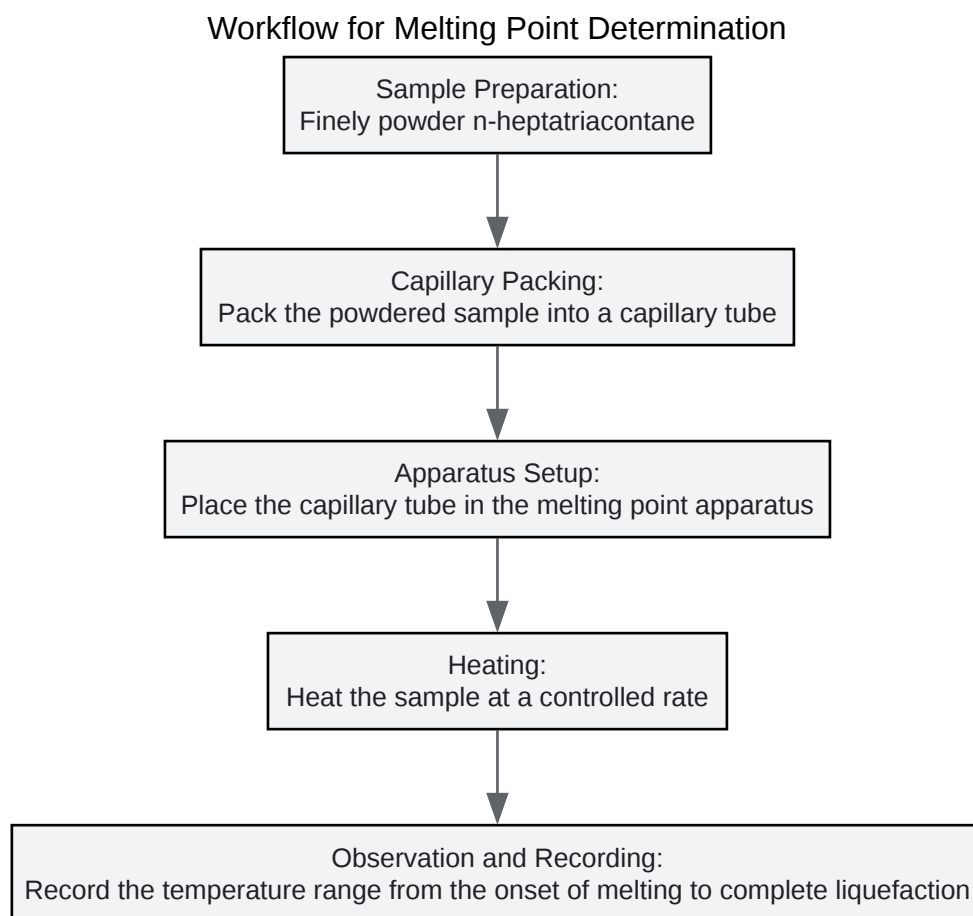 Workflow for Melting Point Determination
Sample Preparation:
Finely powder n-heptatriacontane
Capillary Packing:
Pack the powdered sample into a capillary tube
Apparatus Setup:
Place the capillary tube in the melting point apparatus
Heating:
Heat the sample at a controlled rate
Observation and Recording:
Record the temperature range from the onset of melting to complete liquefaction